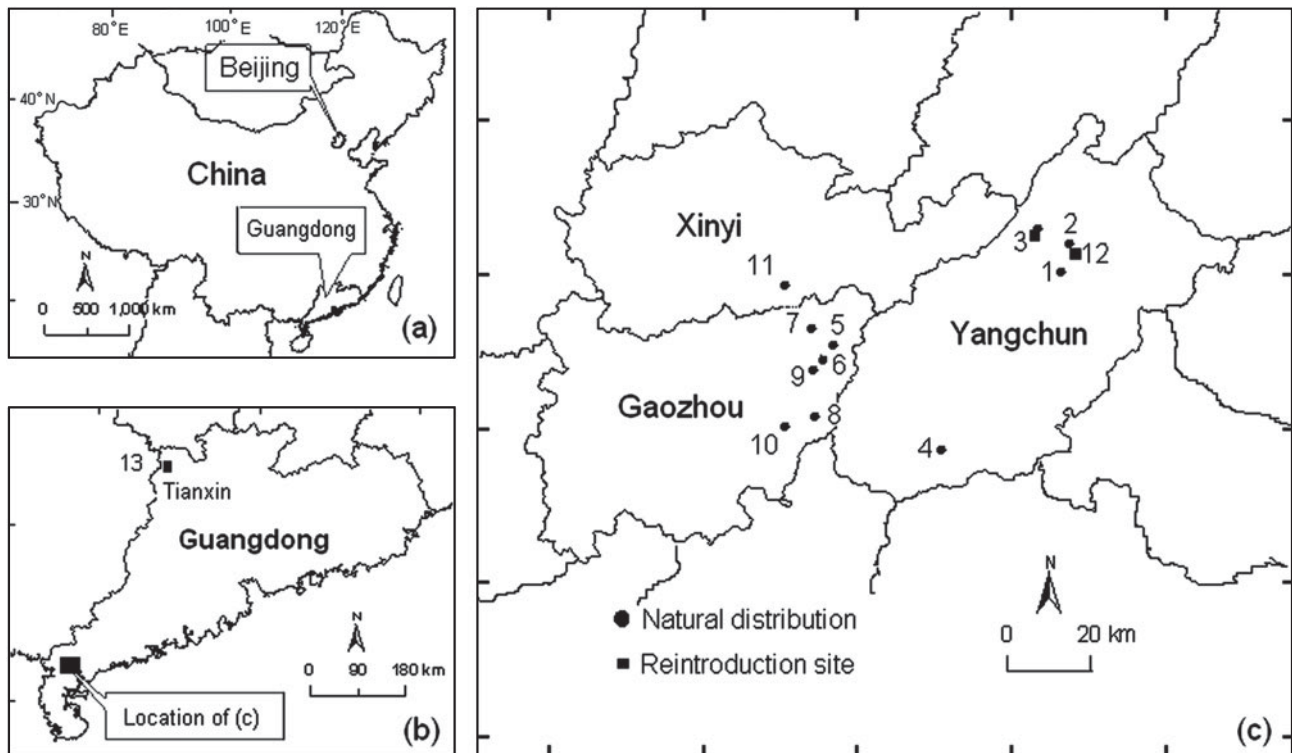 80°E
100°E
120°E
Beijing
40°N
China
30°N
Guangdong
N
0 500 1,000 km
(a)
13
Tianxin
Guangdong
N
0 90 180 km
Location of (c)
(b)
Xinyi
2
3
12
11
1
7
5
Yangchun
6
9
Gaozhou
8
10
4
N
Natural distribution
0 20 km
Reintroduction site
(c)